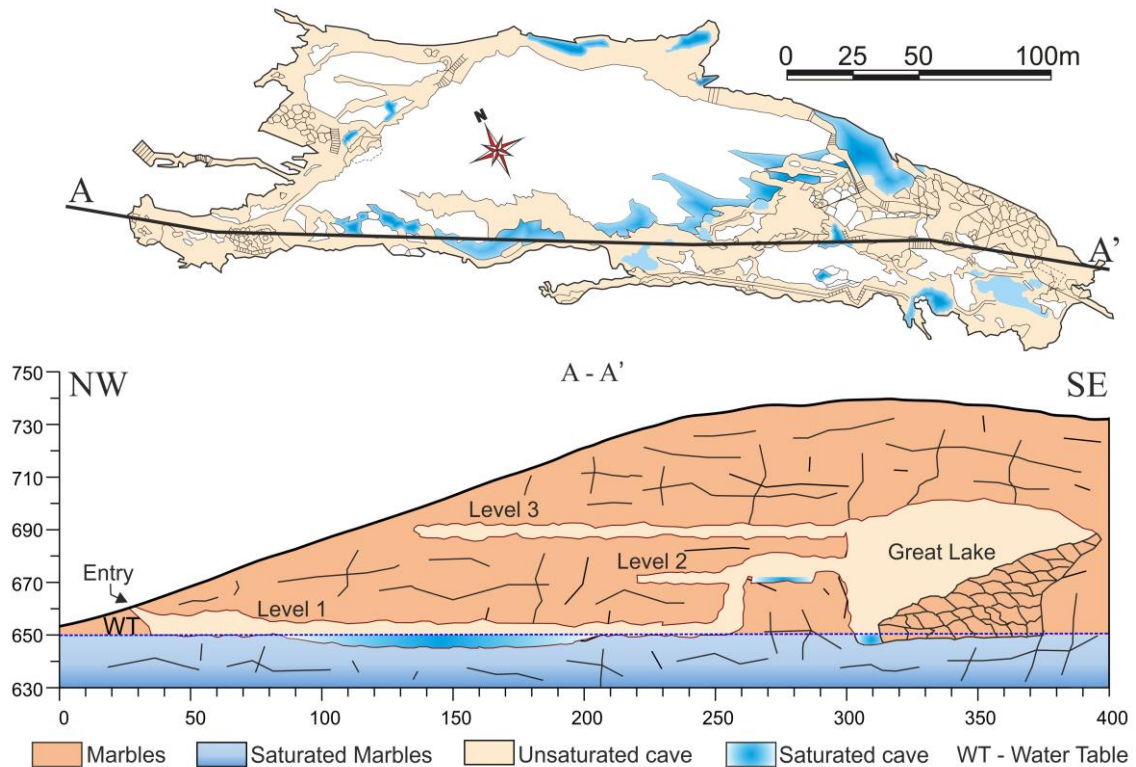 0 25 50 100m
N
A
A'
NW
A - A'
SE
750
730
710
690
670
650
630
Level 3
Level 2
Great Lake
Entry
Level 1
WT
0 50 100 150 200 250 300 350 400
Marbles Saturated Marbles Unsaturated cave Saturated cave WT - Water Table